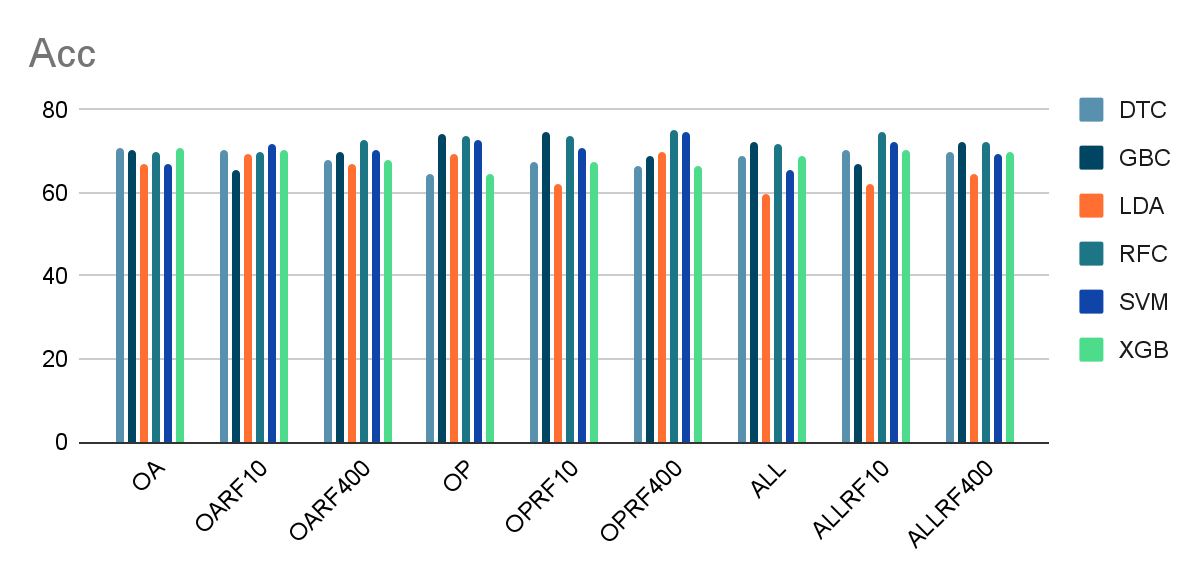 Acc
80
60
40
20
0
OA
OARF10
OARF400
OP
OPRF10
OPRF400
ALL
ALLRF10
ALLRF400
DTC
GBC
LDA
RFC
SVM
XGB